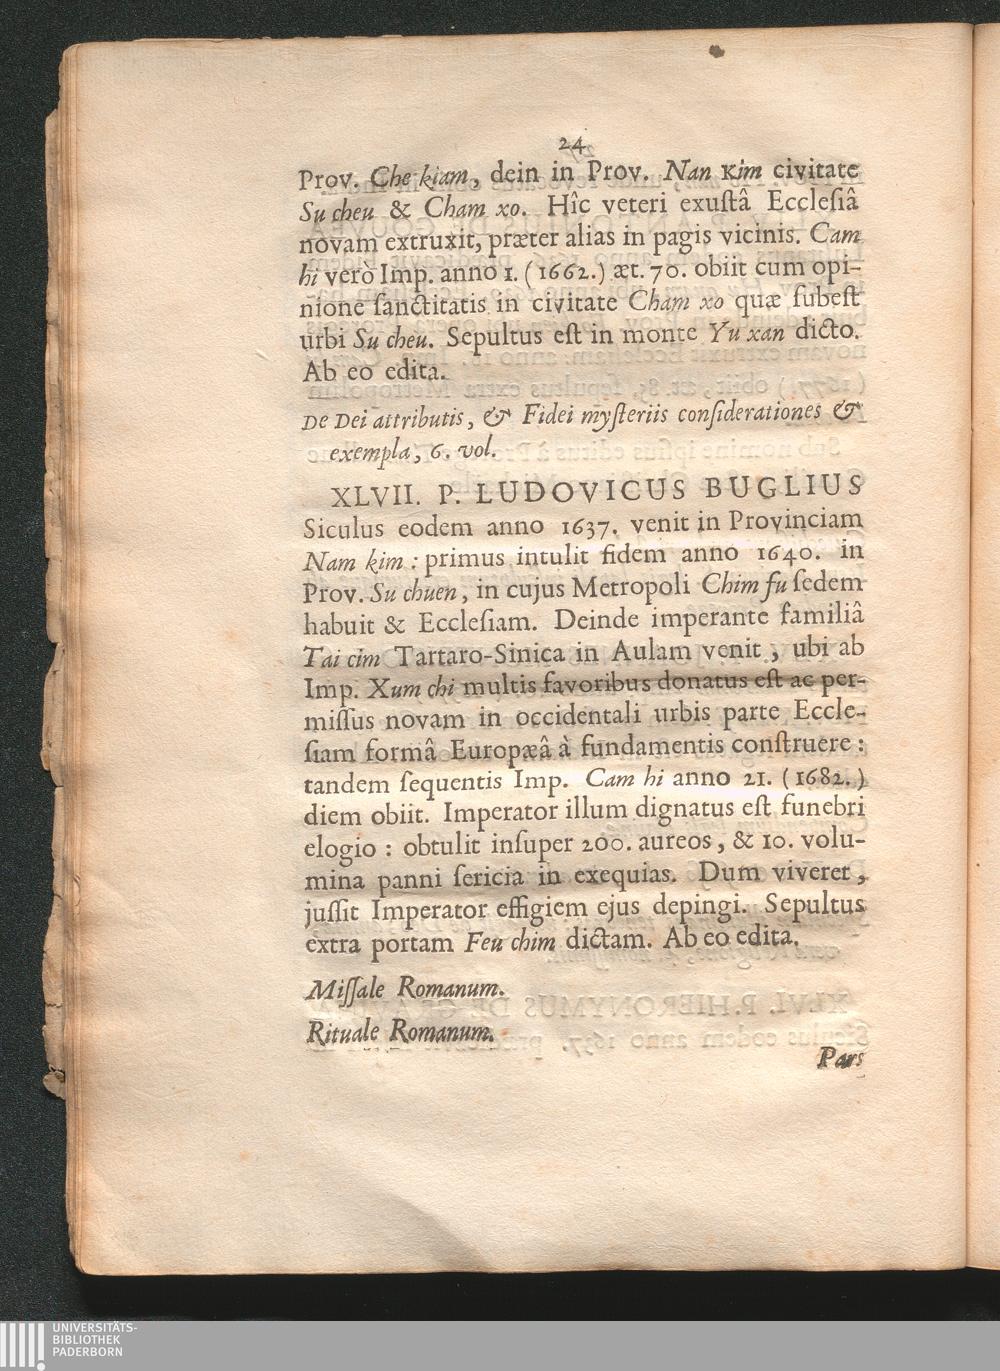 24
Prov. Che kiam, dein in Prov. Nan Kim civitate
Su cheu & Cham xo. Hîc veteri exustâ Ecclesiâ
novam extruxit, præter alias in pagis vicinis. Cam
hi verò Imp. anno 1. (1662.) æt. 70. obiit cum opi-
nione sanctitatis in civitate Cham xo quæ subest
urbi Su cheu. Sepultus est in monte Yu xan dicto.
Ab eo edita.
De Dei attributis, & Fidei mysteriis considerationes &
exempla, 6. vol.
XLVII. P. LUDOVICUS BUGLIUS
Siculus eodem anno 1637. venit in Provinciam
Nam kim : primus intulit fidem anno 1640. in
Prov. Su chuen, in cujus Metropoli Chim fu sedem
habuit & Ecclesiam. Deinde imperante familiâ
Tai cim Tartaro-Sinica in Aulam venit, ubi ab
Imp. Xum chi multis favoribus donatus est ac per-
missus novam in occidentali urbis parte Eccle-
siam formâ Europæâ à fundamentis construere :
tandem sequentis Imp. Cam hi anno 21. (1682.)
diem obiit. Imperator illum dignatus est funebri
elogio : obtulit insuper 200. aureos, & 10. volu-
mina panni sericia in exequias. Dum viveret,
jussit Imperator effigiem ejus depingi. Sepultus
extra portam Feu chim dictam. Ab eo edita.
Missale Romanum.
Rituale Romanum.
Pars
UNIVERSITÄTS-
BIBLIOTHEK
PADERBORN